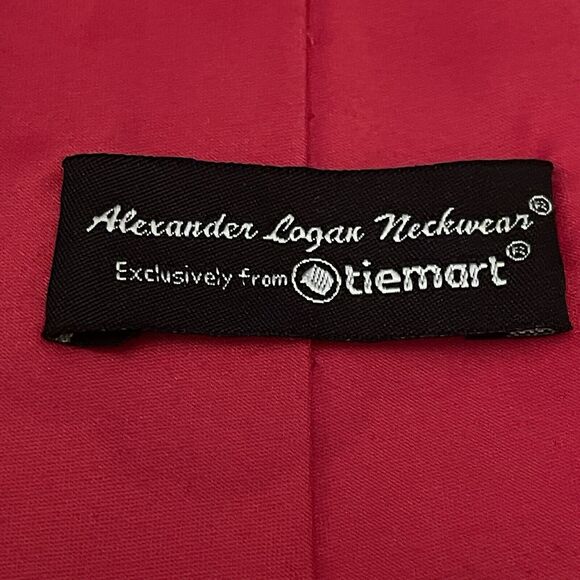 Alexander Logan Neckwear®
Exclusively from tiemart®